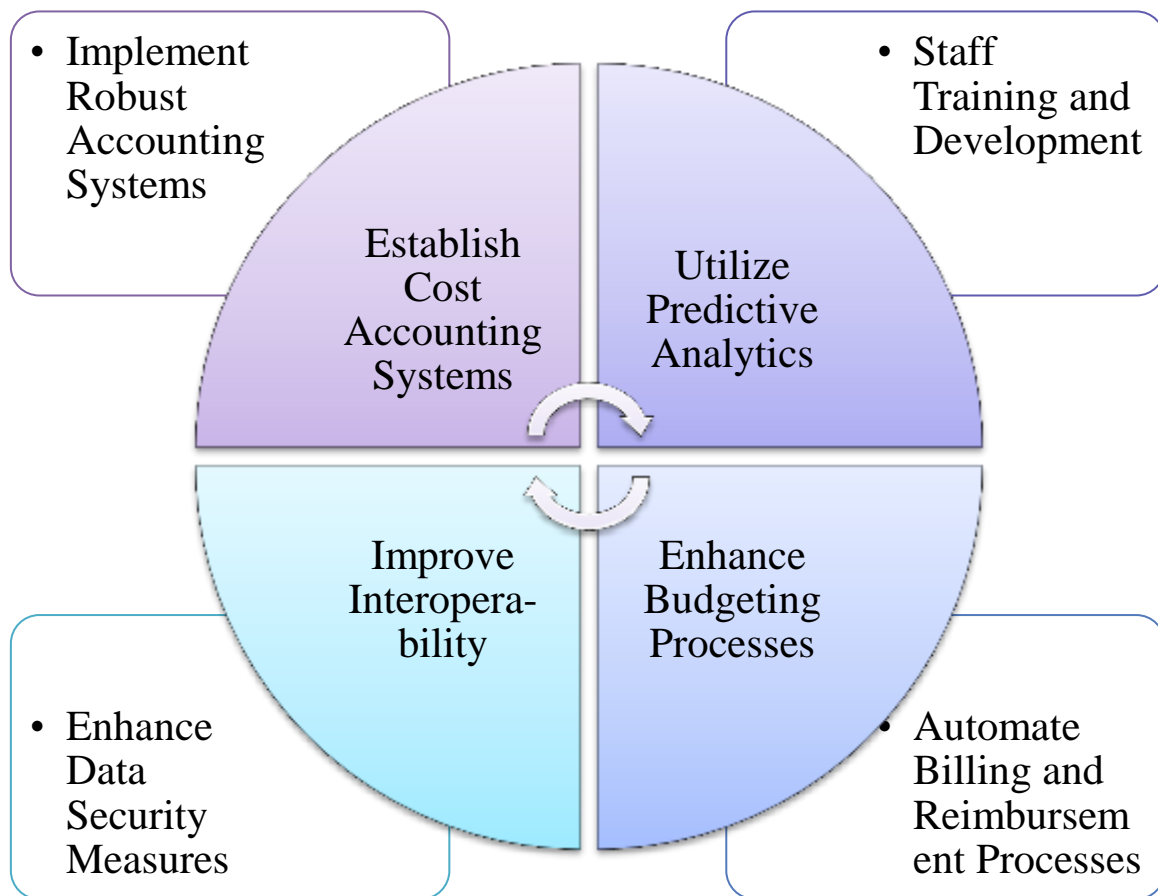 • Implement
Robust
Accounting
Systems
• Staff
Training and
Development
Establish
Cost
Accounting
Systems
Utilize
Predictive
Analytics
Improve
Interopera-
bility
Enhance
Budgeting
Processes
• Enhance
Data
Security
Measures
• Automate
Billing and
Reimbursem
ent Processes